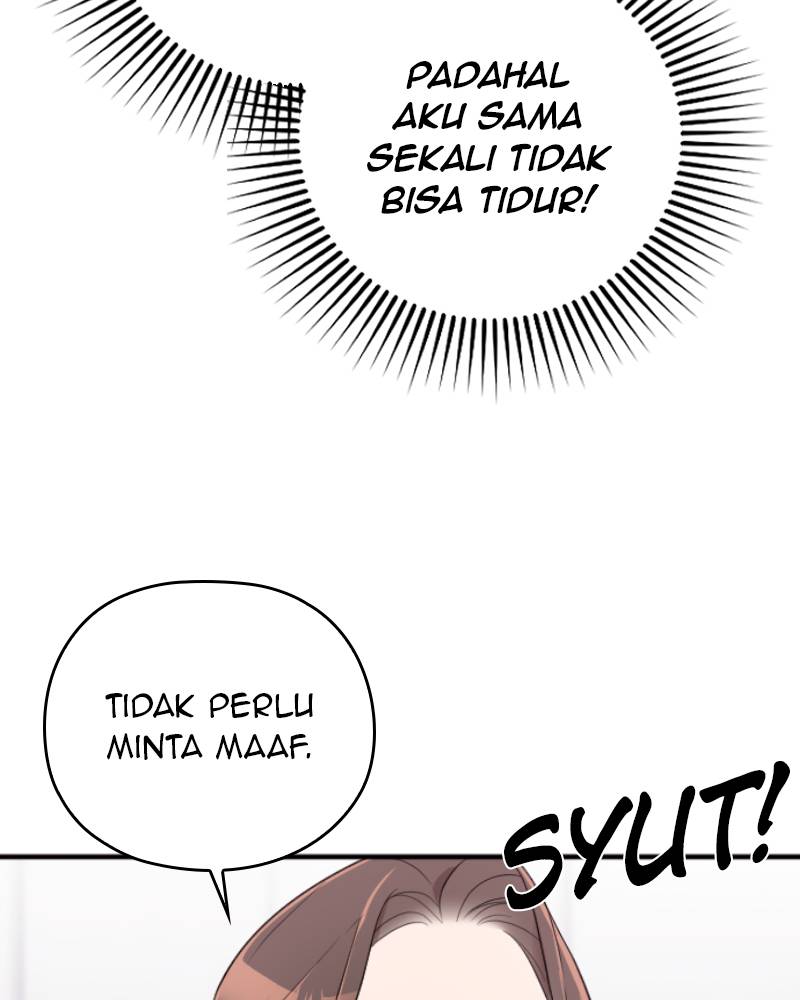 PADAHAL
AKU SAMA
SEKALI TIDAK
BISA TIDUR!
TIDAK PERLU
MINTA MAAF.
SYUT!